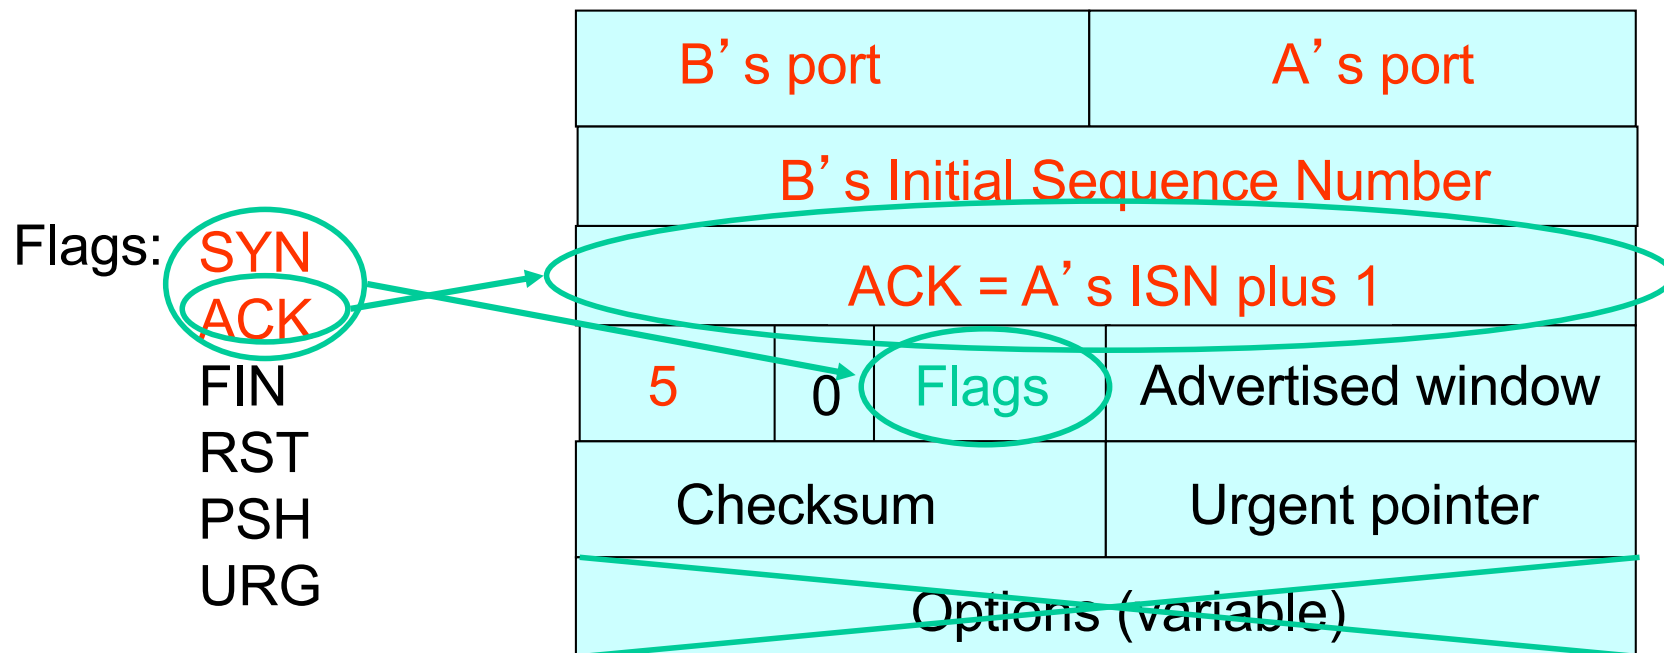 B’s port A’s port
B’s Initial Sequence Number
Flags: SYN
ACK
FIN
RST
PSH
URG
ACK = A’s ISN plus 1
5 0 Flags Advertised window
Checksum Urgent pointer
Options (variable)